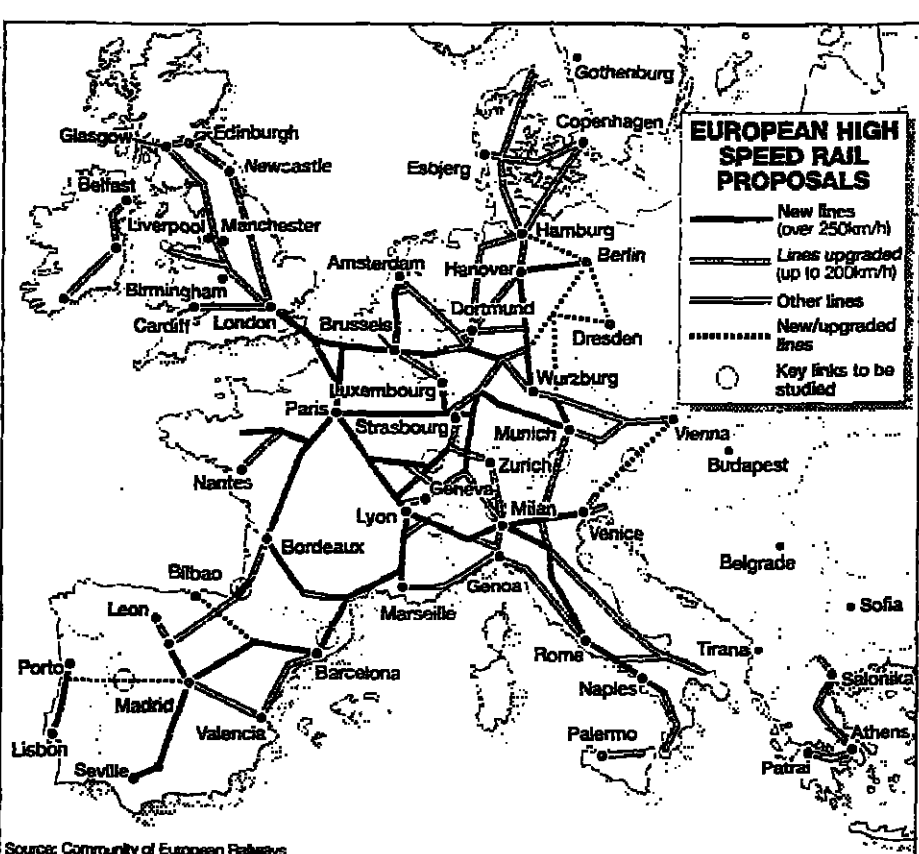 Gothenburg
Copenhagen
Esbjerg
Glasgow
Edinburgh
Newcastle
Belfast
Liverpool
Manchester
Birmingham
Cardiff
London
Hamburg
Berlin
Amsterdam
Hanover
Dortmund
Brussels
Dresden
Luxembourg
Wurzburg
Paris
Strasbourg
Munich
Vienna
Budapest
Zurich
Nantes
Geneva
Lyon
Milan
Venice
Bordeaux
Belgrade
Bilbao
Genoa
Marseille
Leon
Sofia
Porto
Madrid
Barcelona
Rome
Tirana
Salonika
Naples
Lisbon
Valencia
Palermo
Athens
Seville
Patrai
EUROPEAN HIGH
SPEED RAIL
PROPOSALS
New lines
(over 250km/h)
Lines upgraded
(up to 200km/h)
Other lines
New/upgraded
lines
Key links to be
studied
Source: Community of European Railways